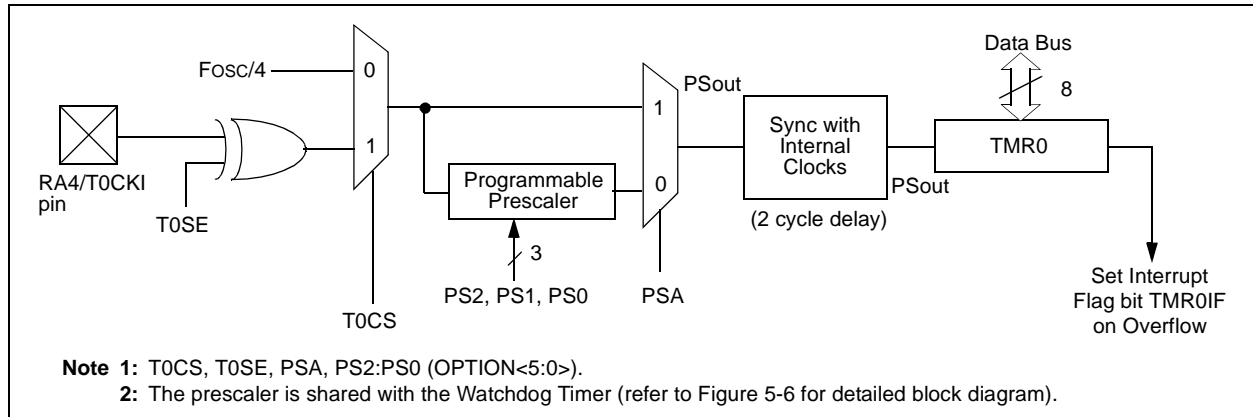 Data Bus
8
FOSC/4
0
1
PSout
1
Sync with
Internal
Clocks
TMR0
RA4/T0CKI
pin
T0SE
Programmable
Prescaler
0
PSout
(2 cycle delay)
3
PS2, PS1, PS0
PSA
T0CS
Set Interrupt
Flag bit TMR0IF
on Overflow
Note 1: T0CS, T0SE, PSA, PS2:PS0 (OPTION<5:0>).
2: The prescaler is shared with the Watchdog Timer (refer to Figure 5-6 for detailed block diagram).